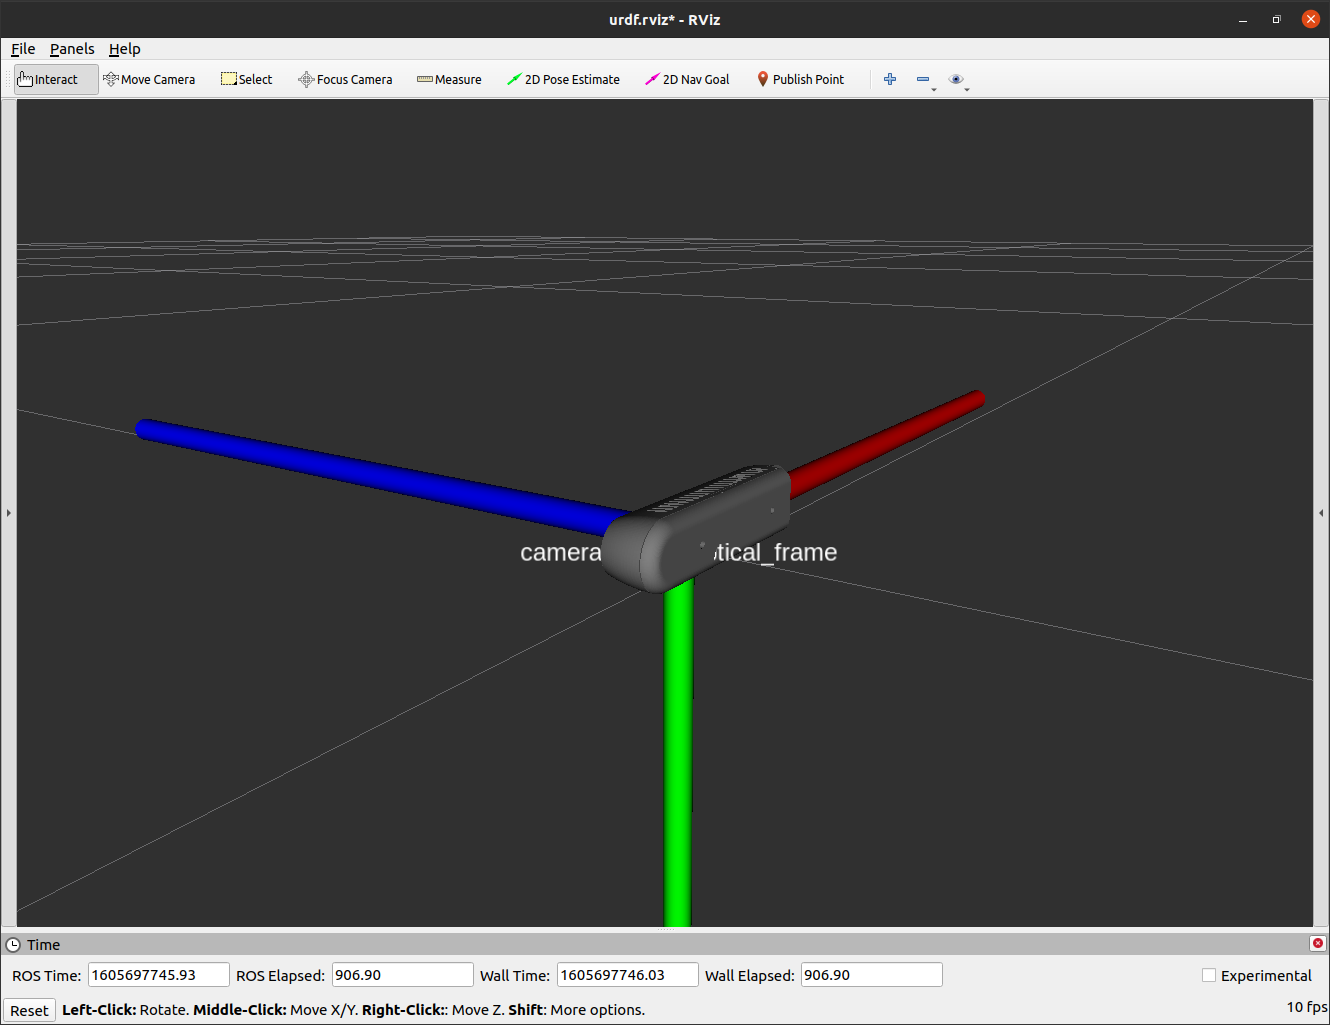 urdf.rviz* - RViz
File Panels Help
Interact Move Camera Select Focus Camera Measure 2D Pose Estimate 2D Nav Goal Publish Point
camera tical_frame
Time
ROS Time: 1605697745.93 ROS Elapsed: 906.90 Wall Time: 1605697746.03 Wall Elapsed: 906.90 Experimental
Reset Left-Click: Rotate. Middle-Click: Move X/Y. Right-Click:: Move Z. Shift: More options. 10 fps